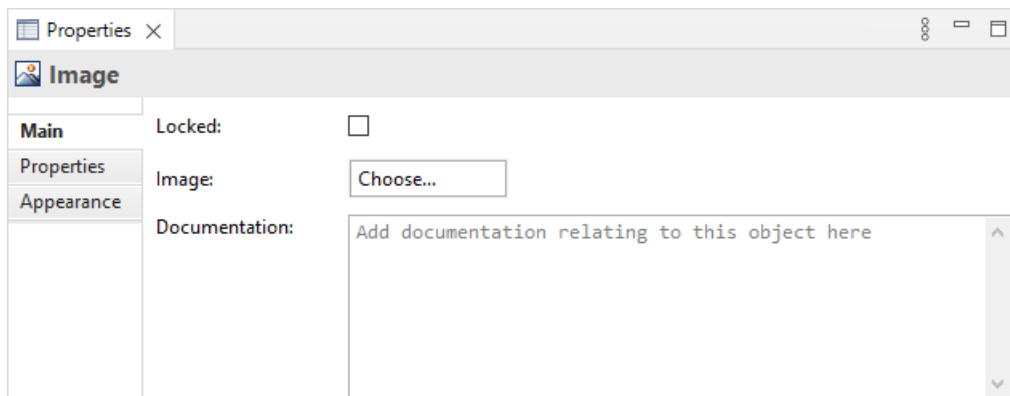 Properties
Image
Main
Properties
Appearance
Locked:
Image:
Choose...
Documentation:
Add documentation relating to this object here